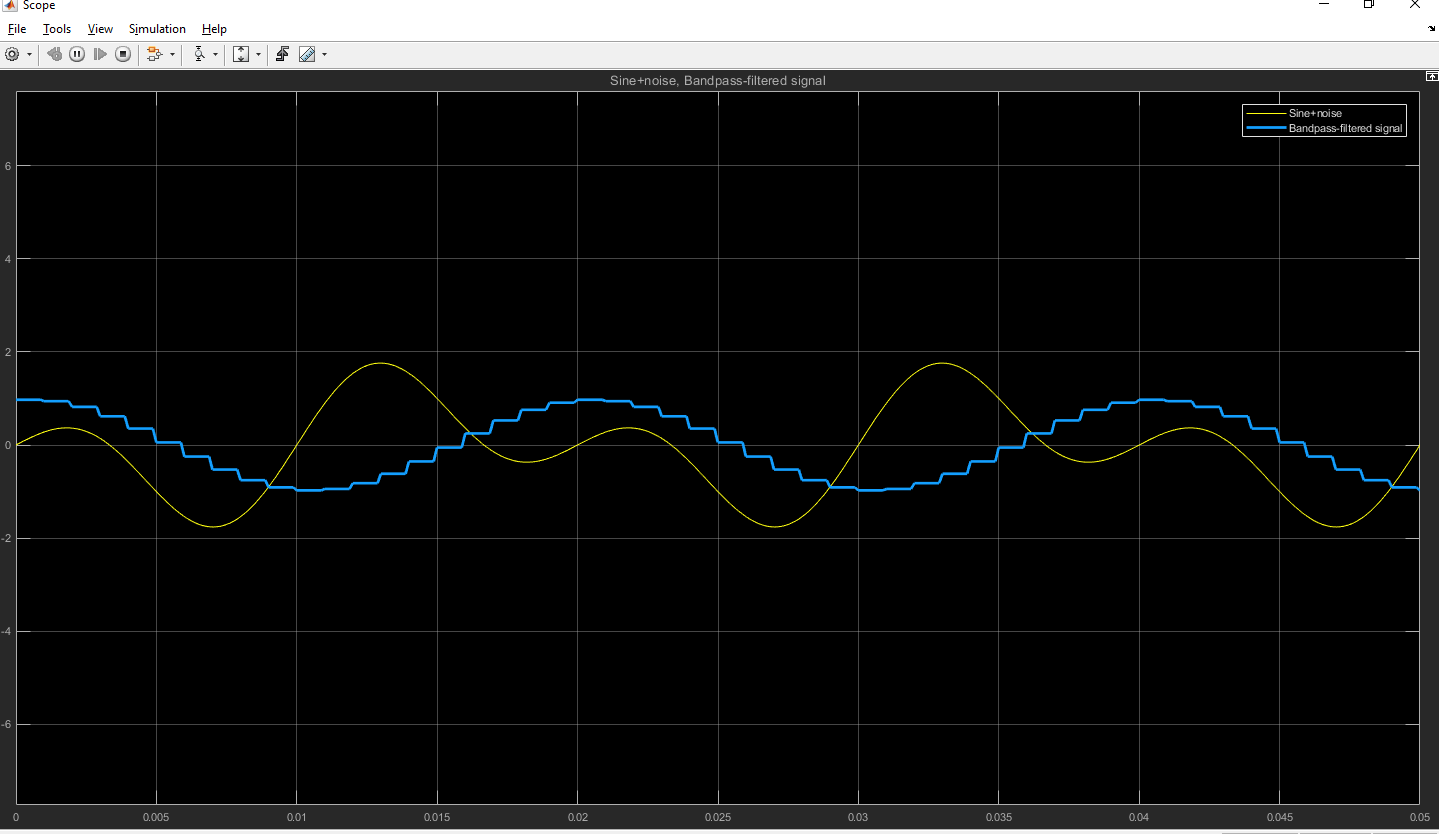 Scope
File Tools View Simulation Help
Sine+noise, Bandpass-filtered signal
Sine+noise
Bandpass-filtered signal
6
4
2
0
-2
-4
-6
0 0.005 0.01 0.015 0.02 0.025 0.03 0.035 0.04 0.045 0.05